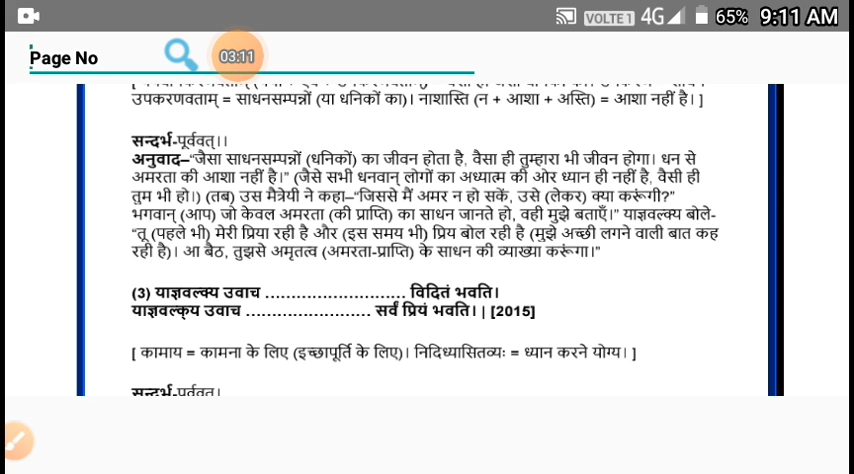 VOLTE 1 4G 65% 9:11 AM
Page No
03:11
उपकरणवताम् = साधनसम्पन्नों (या धनिकों का)। नाशास्ति (न + आशा + अस्ति) = आशा नहीं है। ]
सन्दर्भ-पूर्ववत्।।
अनुवाद–“जैसा साधनसम्पन्नों (धनिकों) का जीवन होता है, वैसा ही तुम्हारा भी जीवन होगा। धन से
अमरता की आशा नहीं है।” (जैसे सभी धनवान् लोगों का अध्यात्म की ओर ध्यान ही नहीं है, वैसी ही
तुम भी हो।) (तब) उस मैत्रेयी ने कहा–“जिससे मैं अमर न हो सकें, उसे (लेकर) क्या करूंगी?”
भगवान् (आप) जो केवल अमरता (की प्राप्ति) का साधन जानते हो, वही मुझे बताएँ।” याज्ञवल्क्य बोले-
“तू (पहले भी) मेरी प्रिया रही है और (इस समय भी) प्रिय बोल रही है (मुझे अच्छी लगने वाली बात कह
रही है)। आ बैठ, तुझसे अमृतत्व (अमरता-प्राप्ति) के साधन की व्याख्या करूंगा।”
(3) याज्ञवल्क्य उवाच ........................... विदितं भवति।
याज्ञवल्क्य उवाच ........................ सर्वं प्रियं भवति। | [2015]
[ कामाय = कामना के लिए (इच्छापूर्ति के लिए)। निदिध्यासितव्यः = ध्यान करने योग्य। ]
सन्दर्भ-पूर्ववत्।